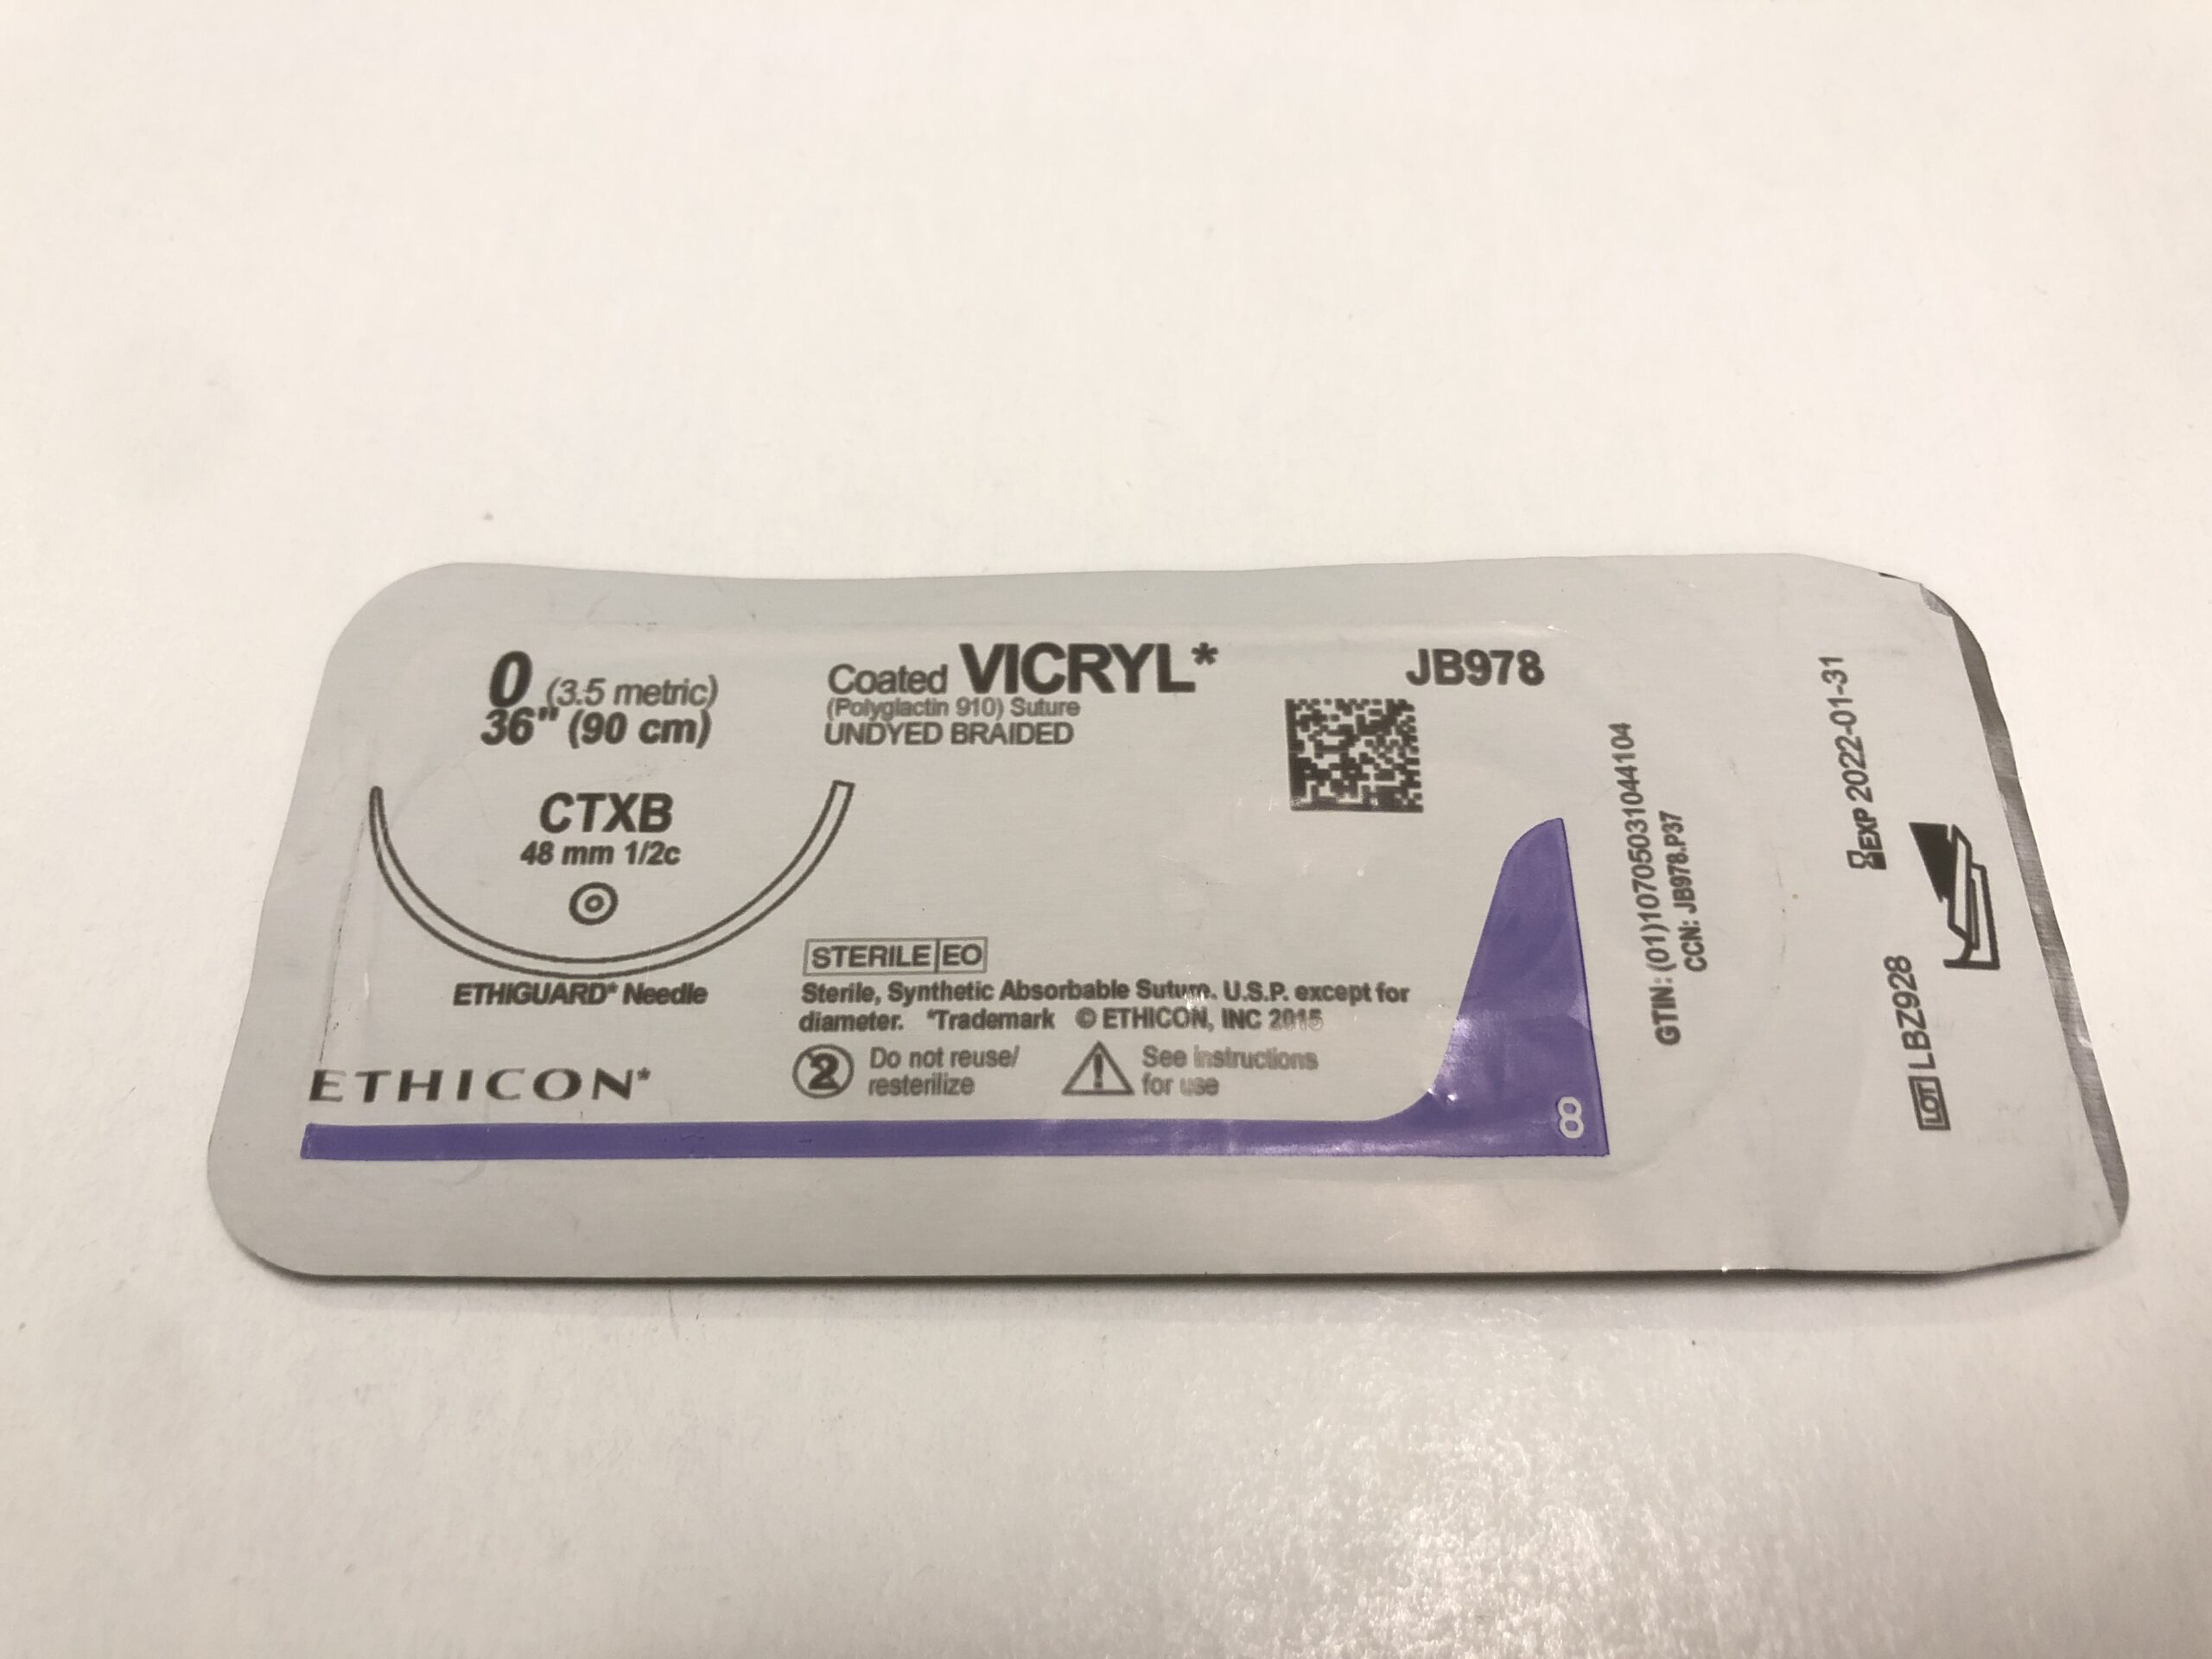 0 (3.5 metric)
36" (90 cm)
CTXB
48 mm 1/2c
ETHIGUARD* Needle
ETHICON*
Coated VICRYL*
(Polyglactin 910) Suture
UNDYED BRAIDED
JB978
STERILE EO
Sterile, Synthetic Absorbable Suture. U.S.P. except for
diameter. *Trademark © ETHICON, INC 2015
2 Do not reuse/
resterilize
See instructions
for use
8
GTIN: (01)10705031044104
CCN: JB978.P37
EXP 2022-01-31
LOT LBZ928